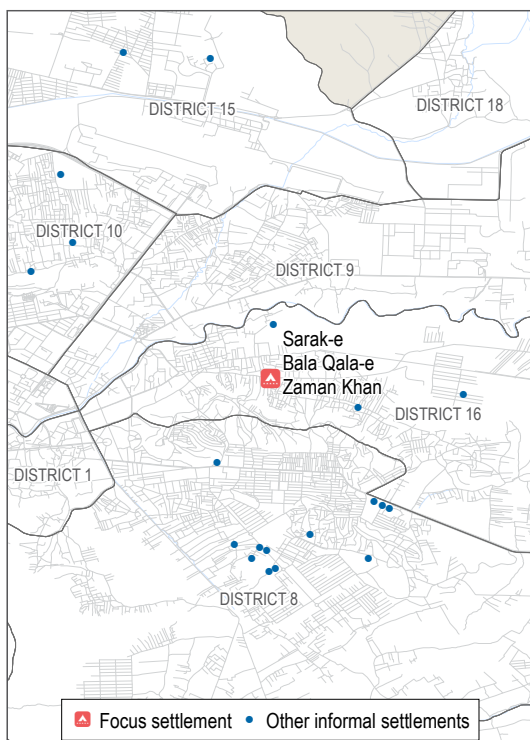 DISTRICT 15
DISTRICT 18
DISTRICT 10
DISTRICT 9
Sarak-e
Bala Qala-e
Zaman Khan
DISTRICT 16
DISTRICT 1
DISTRICT 8
Focus settlement
Other informal settlements